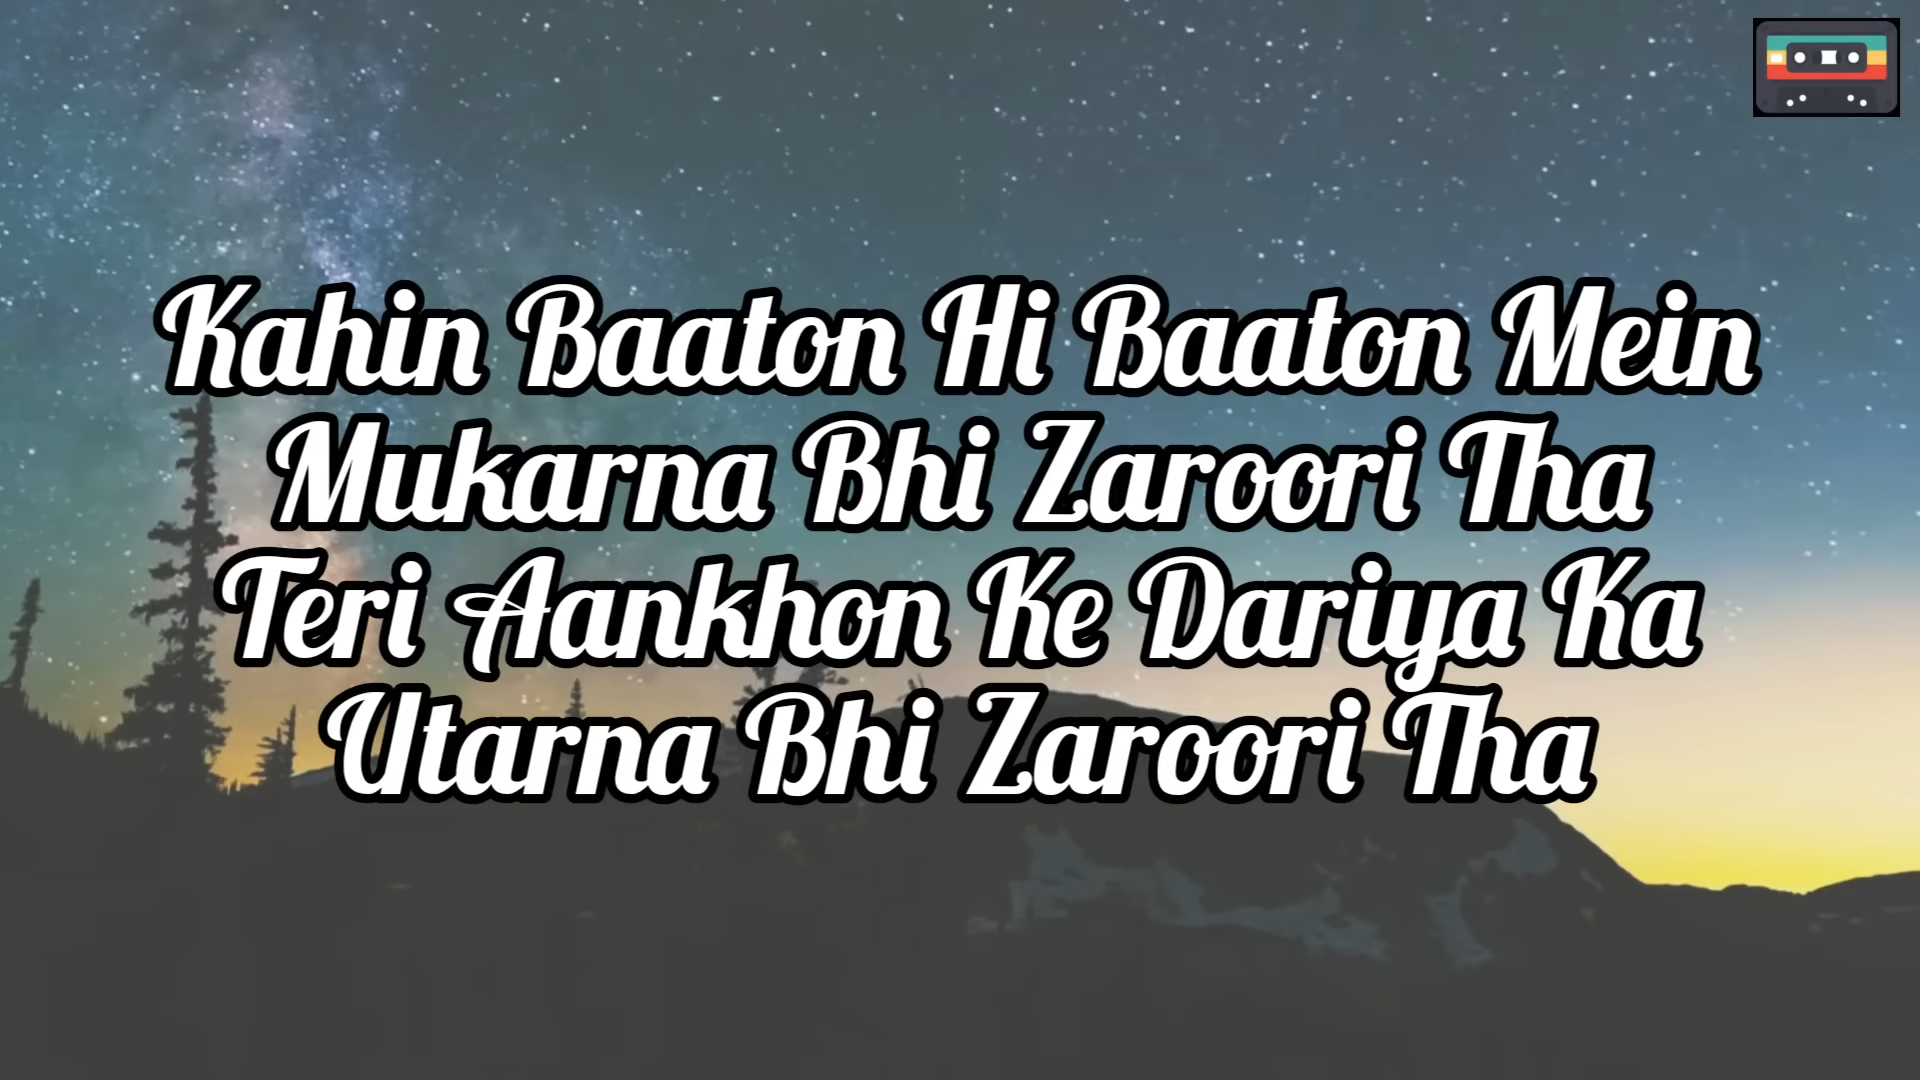 Kahin Baaton Hi Baaton Mein
Mukarna Bhi Zaroori Tha
Teri Aankhon Ke Dariya Ka
Utarna Bhi Zaroori Tha